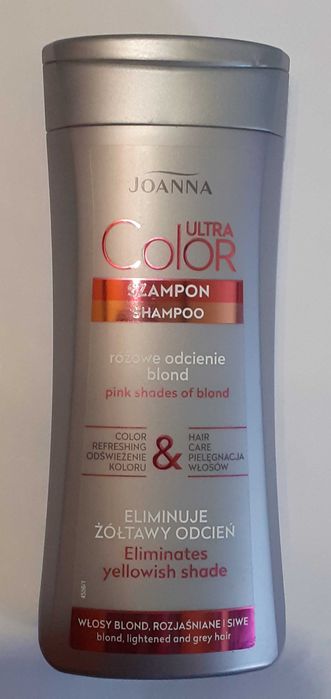 JOANNA
ULTRA
COLOR
SZAMPON
SHAMPOO
różowe odcienie
blond
pink shades of blond
COLOR
REFRESHING
ODŚWIEŻENIE
KOLORU
&
HAIR
CARE
PIELĘGNACJA
WŁOSÓW
ELIMINUJE
ŻÓŁTAWY ODCIEŃ
Eliminates
yellowish shade
WŁOSY BLOND, ROZJAŚNIANE I SIWE
blond, lightened and grey hair